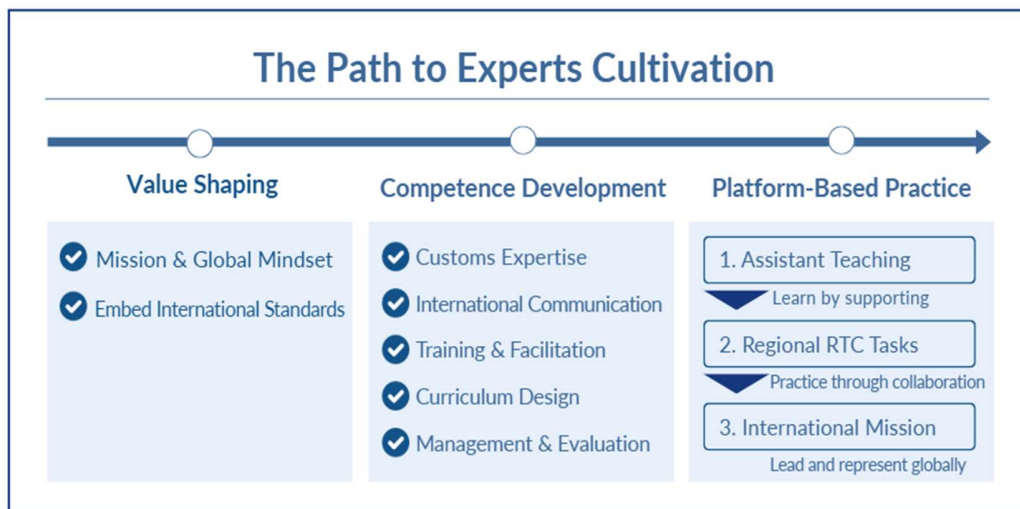 The Path to Experts Cultivation
Value Shaping
Mission & Global Mindset
Embed International Standards
Competence Development
Customs Expertise
International Communication
Training & Facilitation
Curriculum Design
Management & Evaluation
Platform-Based Practice
1. Assistant Teaching
Learn by supporting
2. Regional RTC Tasks
Practice through collaboration
3. International Mission
Lead and represent globally